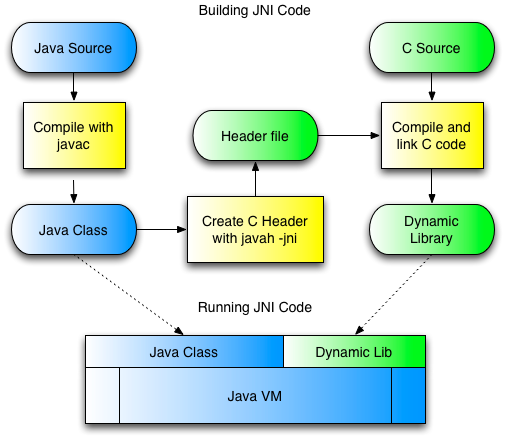 Building JNI Code
Java Source
C Source
Compile with
javac
Header file
Compile and
link C code
Java Class
Create C Header
with javah -jni
Dynamic
Library
Running JNI Code
Java Class
Dynamic Lib
Java VM